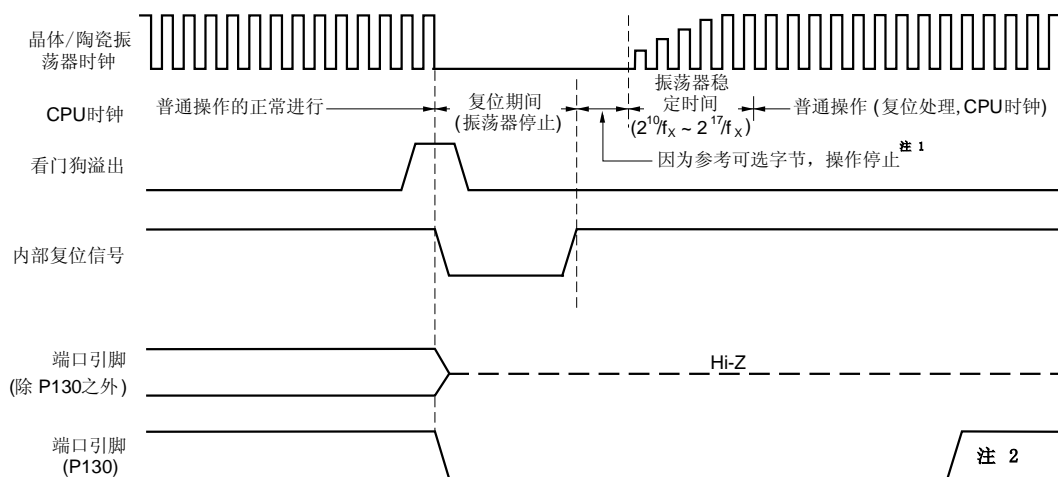 晶体/陶瓷振
荡器时钟
CPU时钟
普通操作的正常进行
复位期间
(振荡器停止)
振荡器稳
定时间
(2^10/fX ~ 2^17/fX)
普通操作 (复位处理, CPU时钟)
看门狗溢出
因为参考可选字节，操作停止 注 1
内部复位信号
端口引脚
(除 P130之外)
Hi-Z
端口引脚
(P130)
注 2